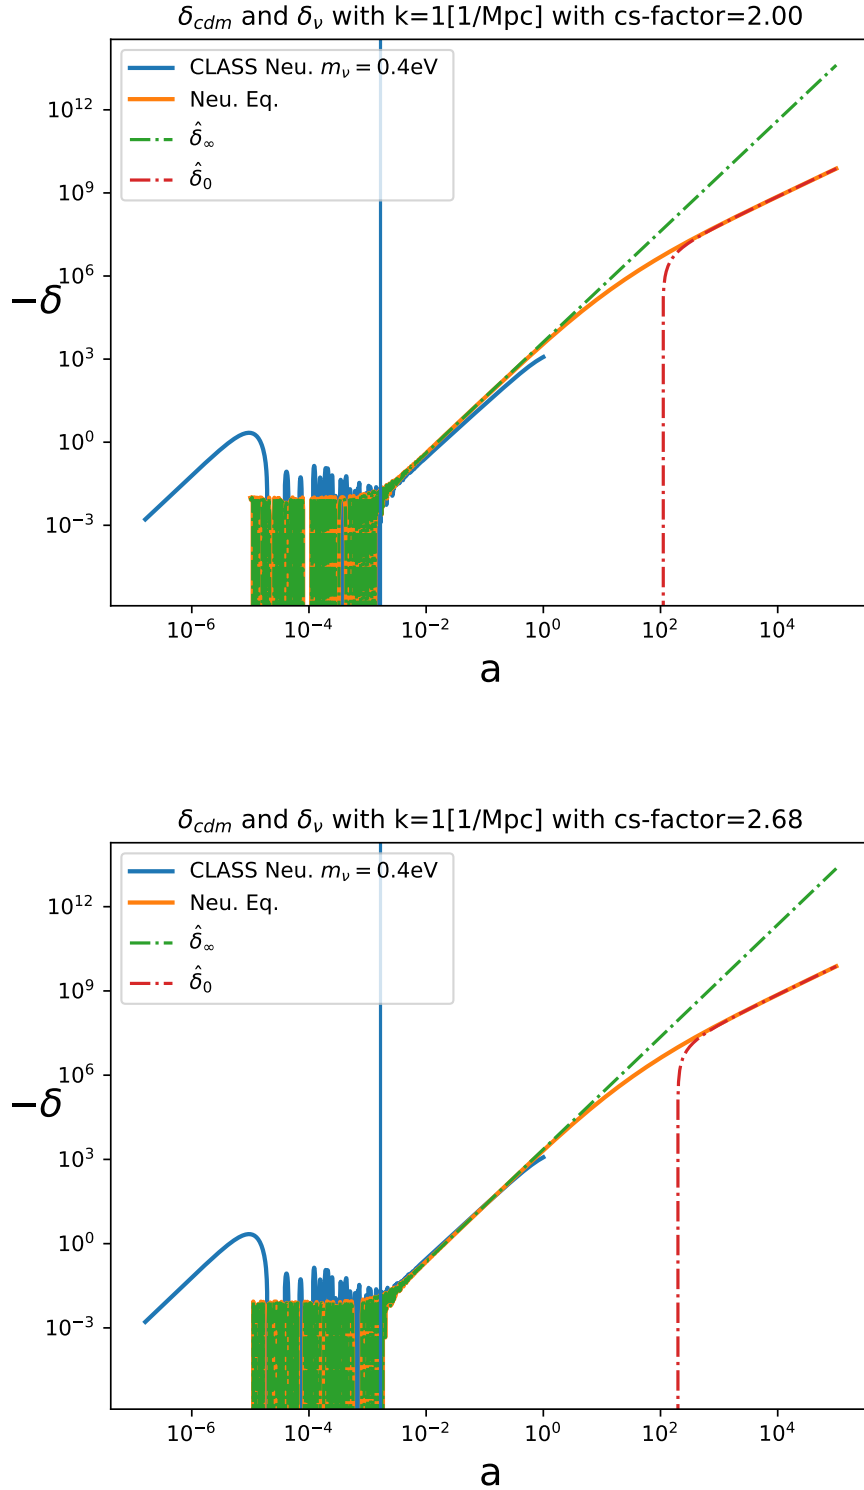 δ_cdm and δ_ν with k=1[1/Mpc] with cs-factor=2.00
CLASS Neu. m_ν = 0.4eV
Neu. Eq.
δ̂_∞
δ̂_0
10^12
10^9
10^6
10^3
10^0
10^−3
−δ
10^−6
10^−4
10^−2
10^0
10^2
10^4
a
δ_cdm and δ_ν with k=1[1/Mpc] with cs-factor=2.68
CLASS Neu. m_ν = 0.4eV
Neu. Eq.
δ̂_∞
δ̂_0
10^12
10^9
10^6
10^3
10^0
10^−3
−δ
10^−6
10^−4
10^−2
10^0
10^2
10^4
a